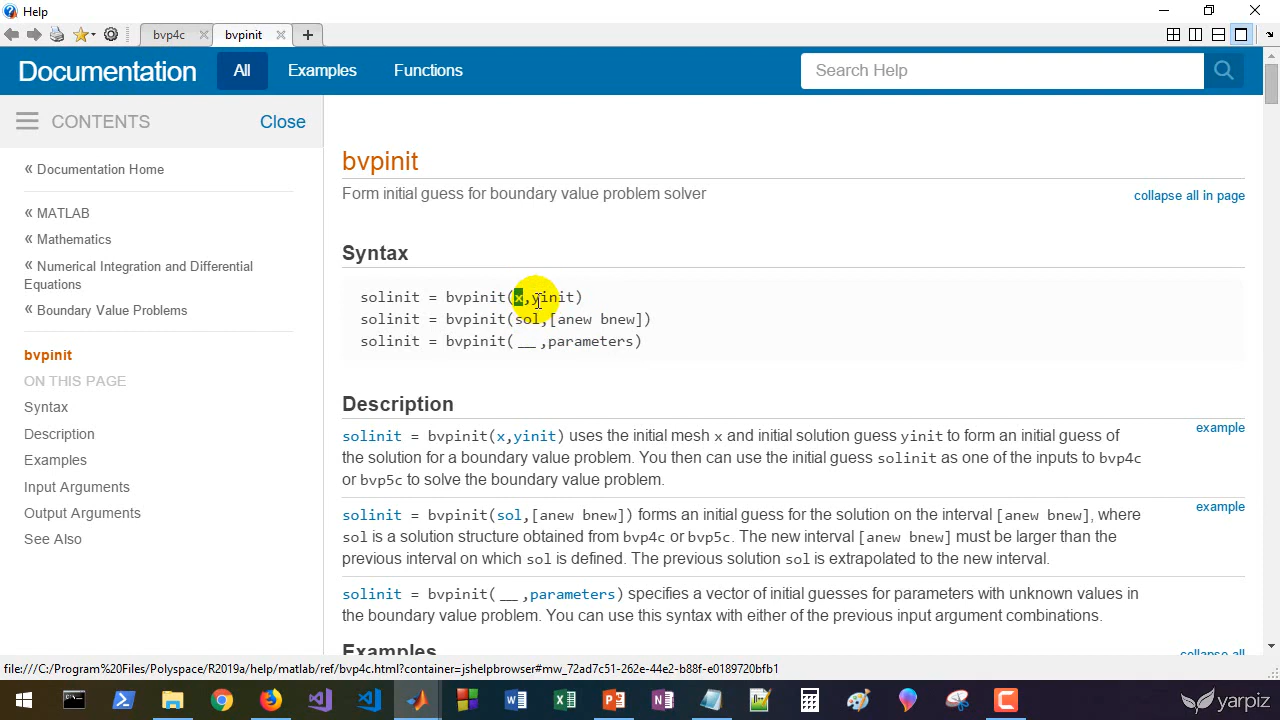 Help
bvp4c
bvpinit
Documentation
All
Examples
Functions
Search Help
CONTENTS
Close
« Documentation Home
« MATLAB
« Mathematics
« Numerical Integration and Differential
Equations
« Boundary Value Problems
bvpinit
ON THIS PAGE
Syntax
Description
Examples
Input Arguments
Output Arguments
See Also
bvpinit
Form initial guess for boundary value problem solver
collapse all in page
Syntax
solinit = bvpinit(x,yinit)
solinit = bvpinit(sol,[anew bnew])
solinit = bvpinit(__,parameters)
Description
solinit = bvpinit(x,yinit) uses the initial mesh x and initial solution guess yinit to form an initial guess of
the solution for a boundary value problem. You then can use the initial guess solinit as one of the inputs to bvp4c
or bvp5c to solve the boundary value problem.
example
solinit = bvpinit(sol,[anew bnew]) forms an initial guess for the solution on the interval [anew bnew], where
sol is a solution structure obtained from bvp4c or bvp5c. The new interval [anew bnew] must be larger than the
previous interval on which sol is defined. The previous solution sol is extrapolated to the new interval.
example
solinit = bvpinit(__,parameters) specifies a vector of initial guesses for parameters with unknown values in
the boundary value problem. You can use this syntax with either of the previous input argument combinations.
Examples
collapse all
file:///C:/Program%20Files/Polyspace/R2019a/help/matlab/ref/bvp4c.html?container=jshelpbrowser#mw_72ad7c51-262e-44e2-b88f-e0189720bfb1
yarpiz